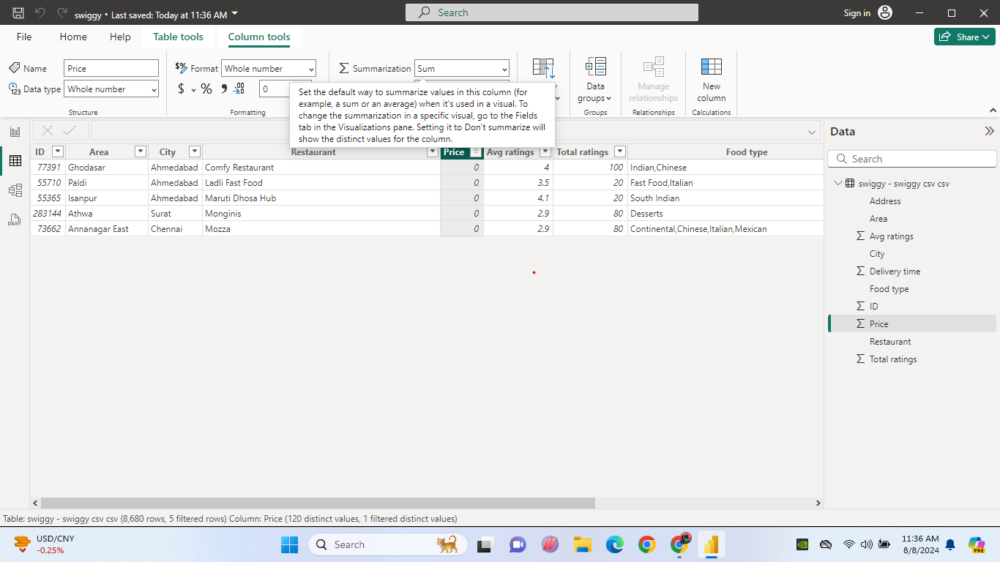 swiggy • Last saved: Today at 11:36 AM
Search
Sign in
File Home Help Table tools Column tools
Share
Name Price
Format Whole number
Summarization Sum
Data type Whole number
$ % 0
Data groups
Manage relationships
New column
Structure
Formatting
Groups
Relationships
Calculations
Set the default way to summarize values in this column (for
example, a sum or an average) when it's used in a visual. To
change the summarization in a specific visual, go to the Fields
tab in the Visualizations pane. Setting it to Don't summarize will
show the distinct values for the column.
ID Area City Restaurant Price Avg ratings Total ratings Food type
77391 Ghodasar Ahmedabad Comfy Restaurant 0 4 100 Indian,Chinese
55710 Paldi Ahmedabad Ladli Fast Food 0 3.5 20 Fast Food,Italian
55365 Isanpur Ahmedabad Maruti Dhosa Hub 0 4.1 20 South Indian
283144 Athwa Surat Monginis 0 2.9 80 Desserts
73662 Annanagar East Chennai Mozza 0 2.9 80 Continental,Chinese,Italian,Mexican
Data
Search
swiggy - swiggy csv csv
Address
Area
Avg ratings
City
Delivery time
Food type
ID
Price
Restaurant
Total ratings
Table: swiggy - swiggy csv csv (8,680 rows, 5 filtered rows) Column: Price (120 distinct values, 1 filtered distinct values)
USD/CNY
-0.25%
Search
11:36 AM
8/8/2024
PRE